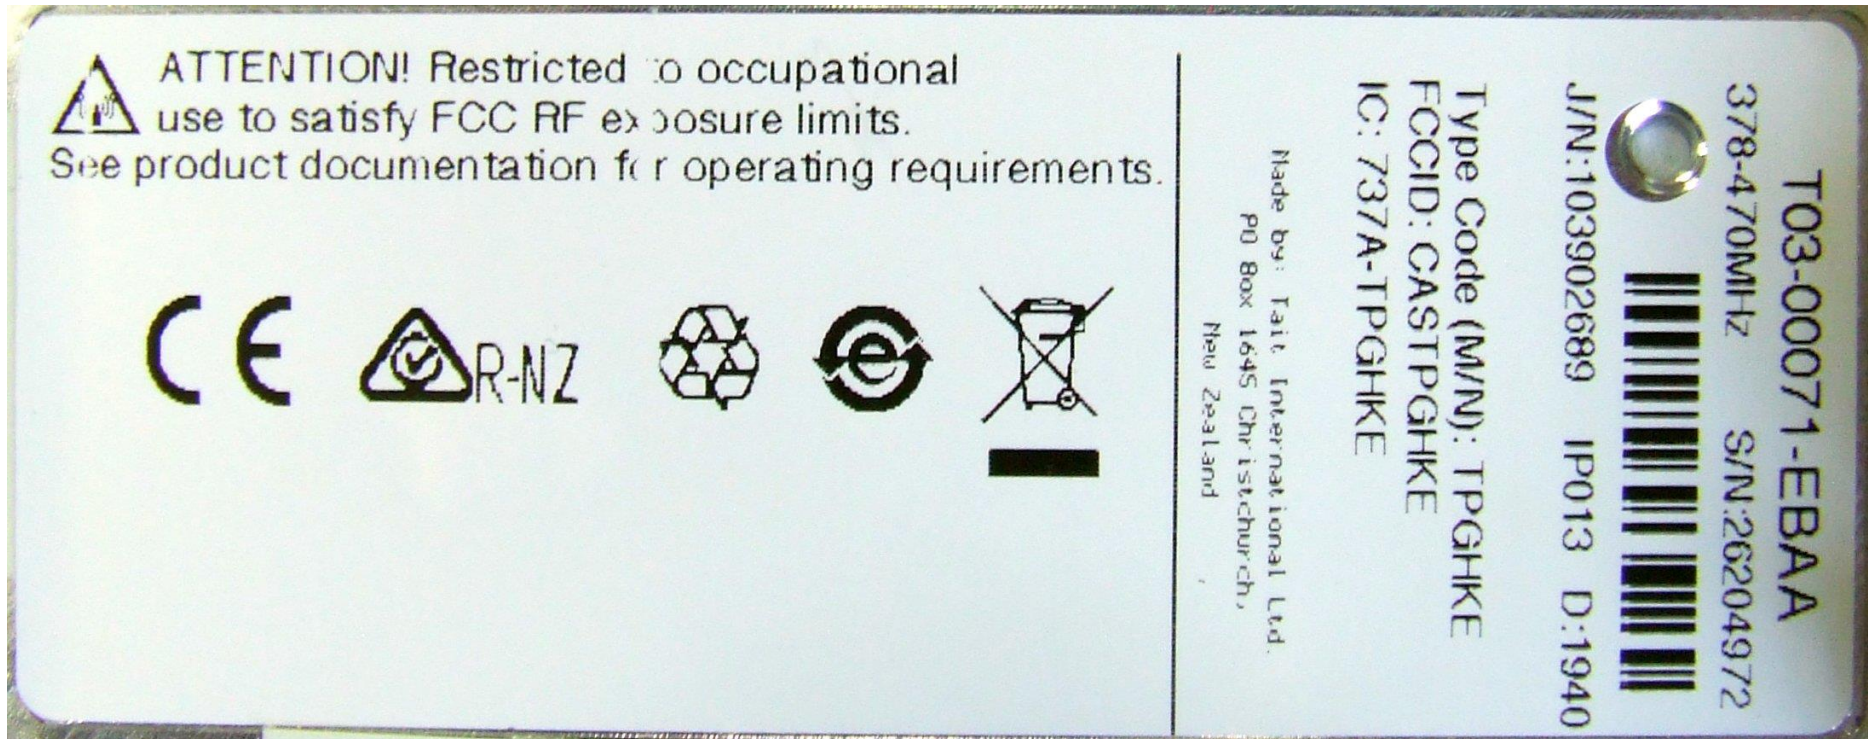 ATTENTION! Restricted to occupational
use to satisfy FCC RF exposure limits.
See product documentation for operating requirements.
CE
R-NZ
e
T03-00071-EBAA
378-470MHz S/N:26204972
J/N:103902689 IP013 D:1940
Type Code (M/N): TPGHKE
FCCID: CASTPGHKE
IC: 737A-TPGHKE
Made by: Tait International Ltd.
PO Box 1645 Christchurch,
New Zealand ,